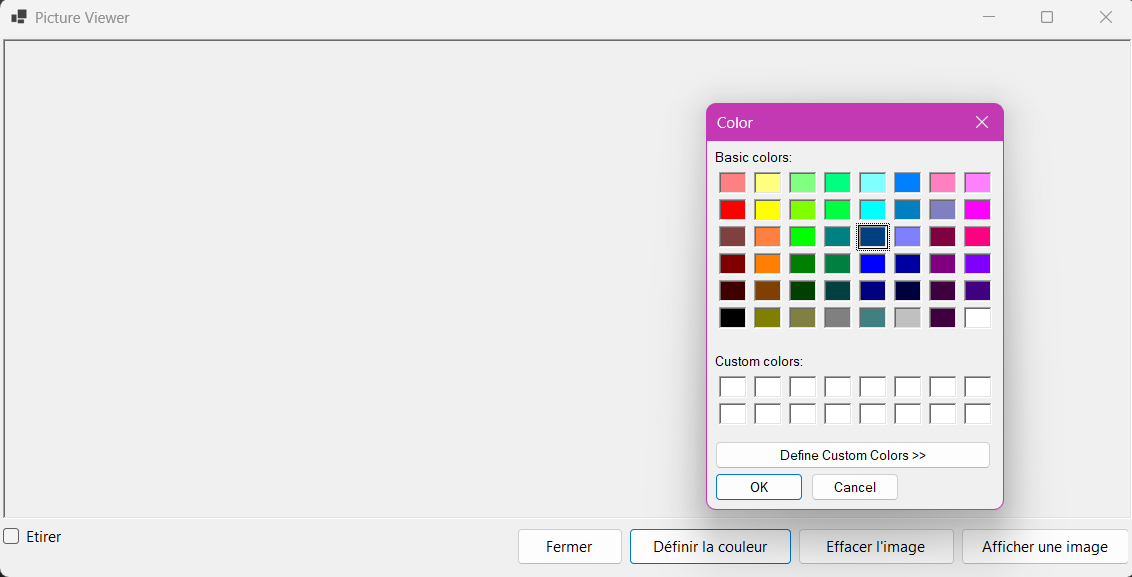 Picture Viewer
Color
Basic colors:
Custom colors:
Define Custom Colors >>
OK Cancel
Etirer
Fermer Définir la couleur Effacer l'image Afficher une image